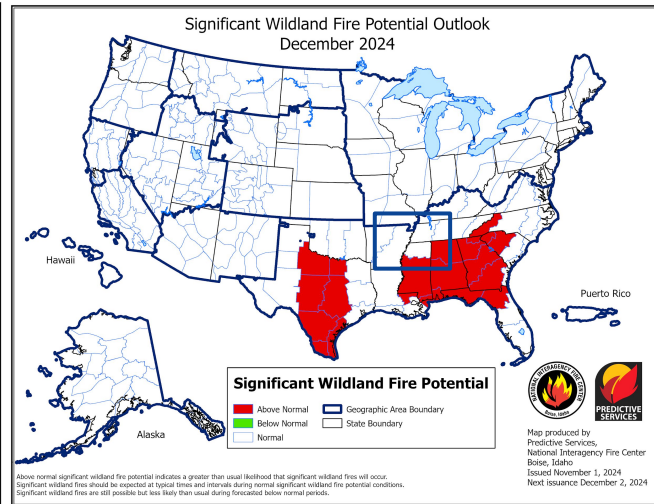 Significant Wildland Fire Potential Outlook
December 2024
Hawaii
Puerto Rico
Alaska
Significant Wildland Fire Potential
Above Normal
Geographic Area Boundary
Below Normal
State Boundary
Normal
NATIONAL INTERAGENCY FIRE CENTER
Boise, Idaho
PREDICTIVE
SERVICES
Map produced by
Predictive Services,
National Interagency Fire Center
Boise, Idaho
Issued November 1, 2024
Next issuance December 2, 2024
Above normal significant wildland fire potential indicates a greater than usual likelihood that significant wildland fires will occur.
Significant wildland fires should be expected at typical times and intervals during normal significant wildland fire potential conditions.
Significant wildland fires are still possible but less likely than usual during forecasted below normal periods.